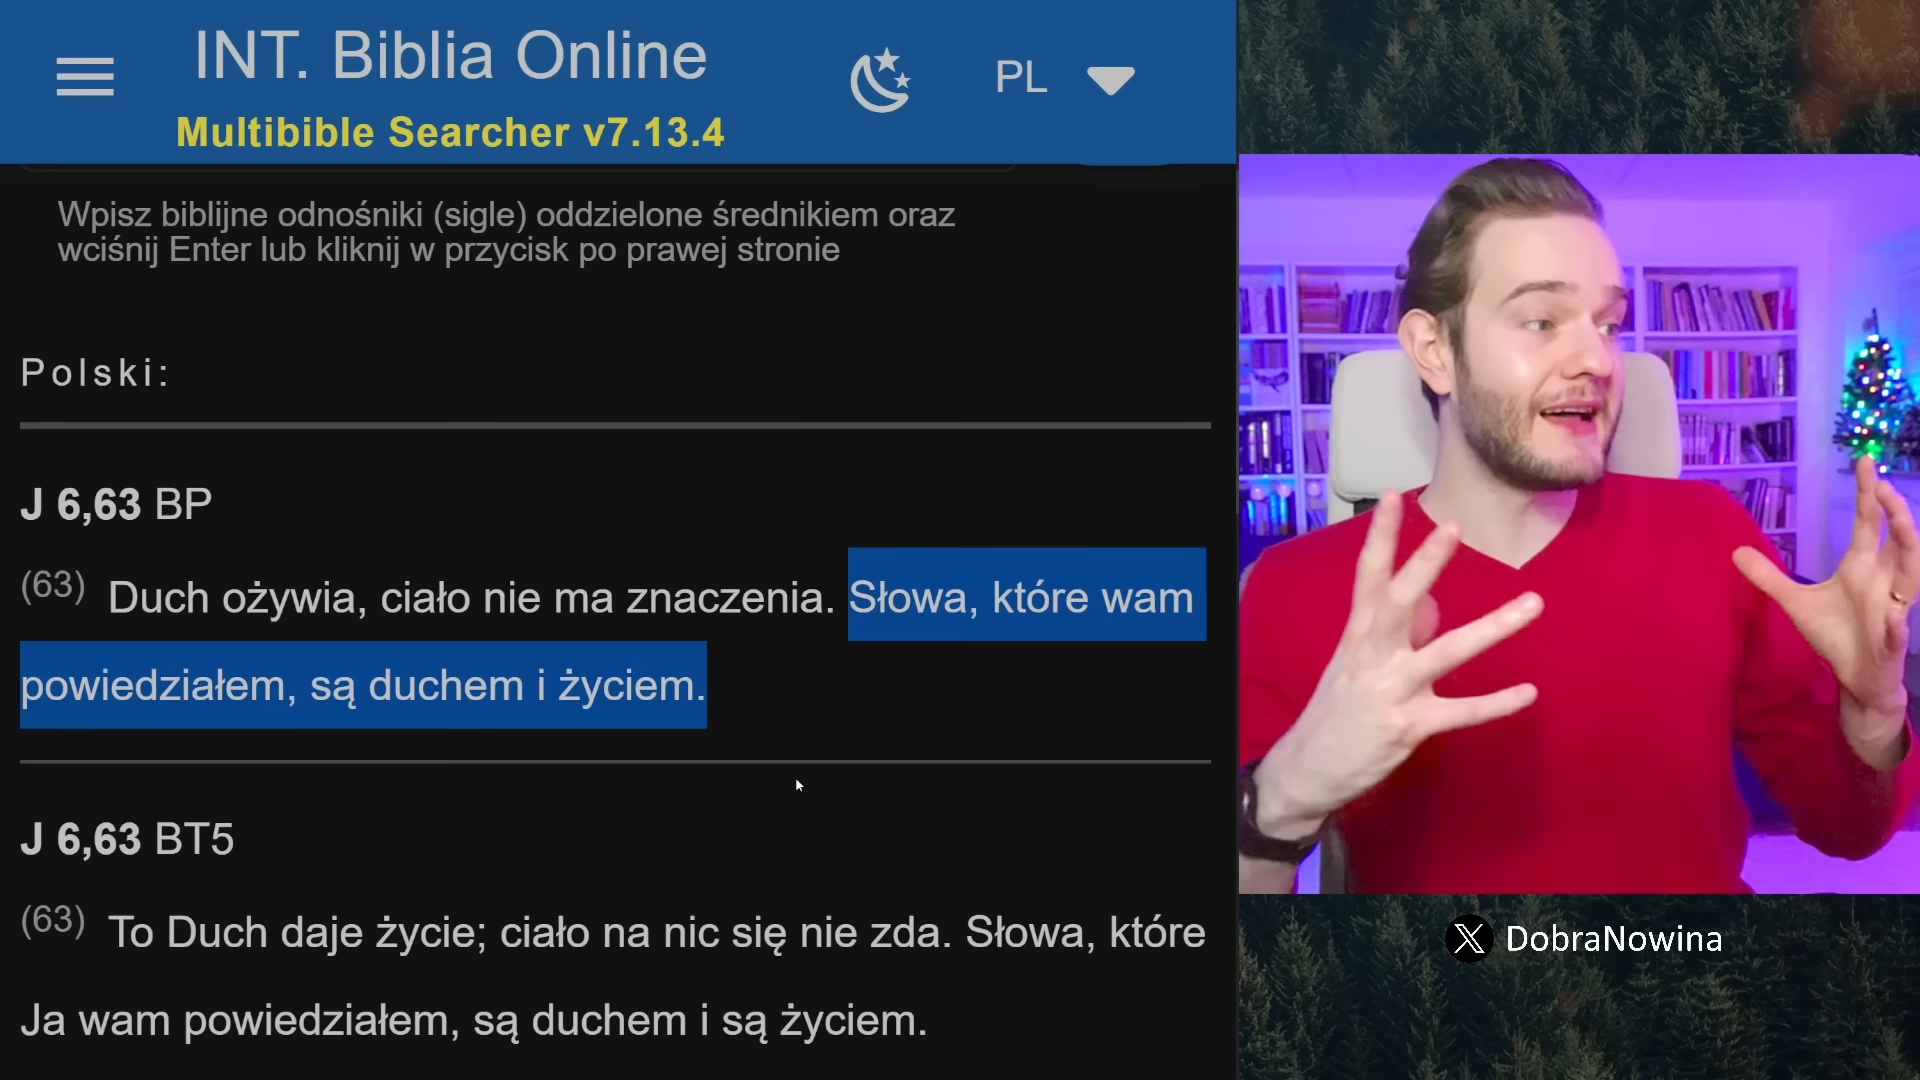 INT. Biblia Online
Multibible Searcher v7.13.4
PL
Wpisz biblijne odnośniki (sigle) oddzielone średnikiem oraz
wciśnij Enter lub kliknij w przycisk po prawej stronie
Polski:
J 6,63 BP
(63) Duch ożywia, ciało nie ma znaczenia. Słowa, które wam
powiedziałem, są duchem i życiem.
J 6,63 BT5
(63) To Duch daje życie; ciało na nic się nie zda. Słowa, które
Ja wam powiedziałem, są duchem i są życiem.
DobraNowina